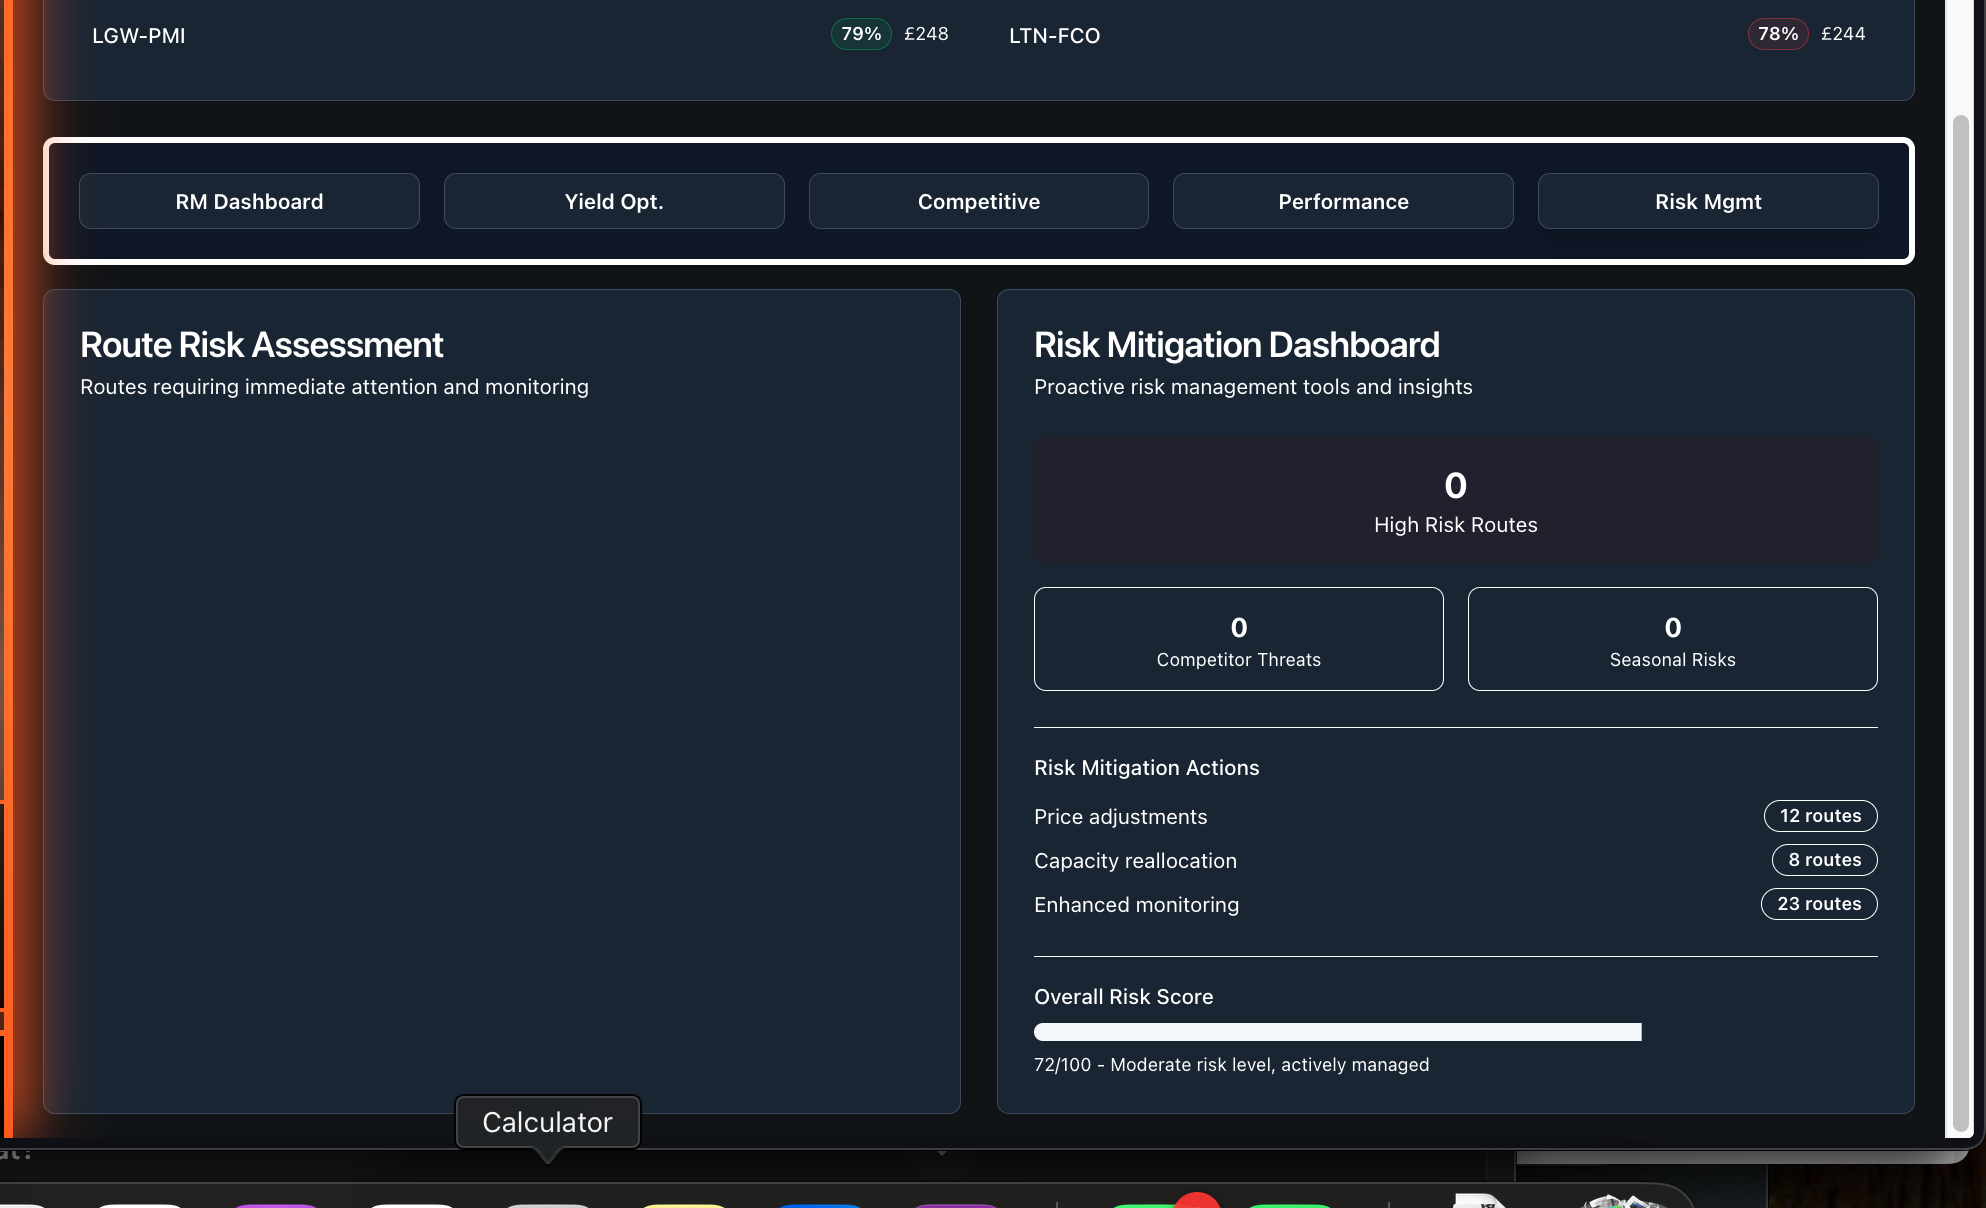 LGW-PMI 79% £248 LTN-FCO 78% £244
RM Dashboard Yield Opt. Competitive Performance Risk Mgmt
Route Risk Assessment
Routes requiring immediate attention and monitoring
Risk Mitigation Dashboard
Proactive risk management tools and insights
0
High Risk Routes
0
Competitor Threats
0
Seasonal Risks
Risk Mitigation Actions
Price adjustments 12 routes
Capacity reallocation 8 routes
Enhanced monitoring 23 routes
Overall Risk Score
72/100 - Moderate risk level, actively managed
Calculator